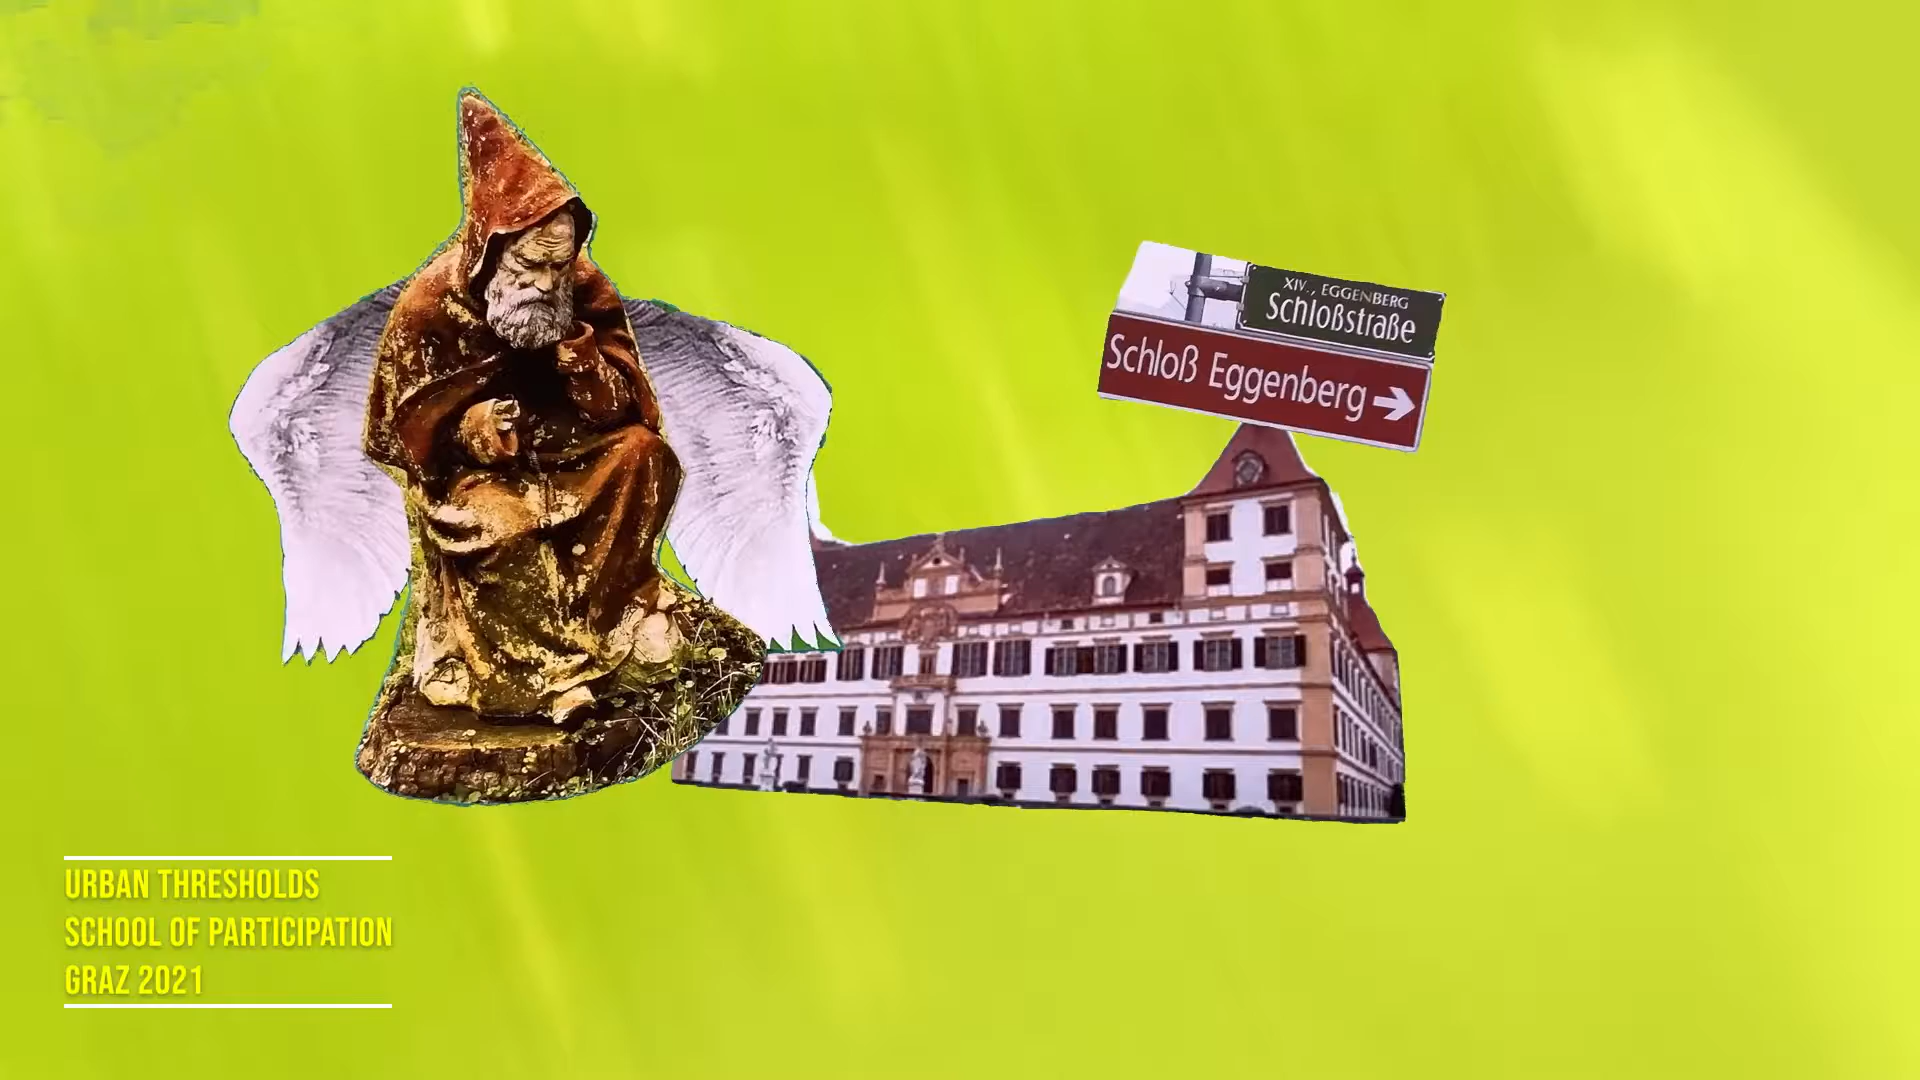 XIV., EGGENBERG
Schloßstraße
Schloß Eggenberg
URBAN THRESHOLDS
SCHOOL OF PARTICIPATION
GRAZ 2021